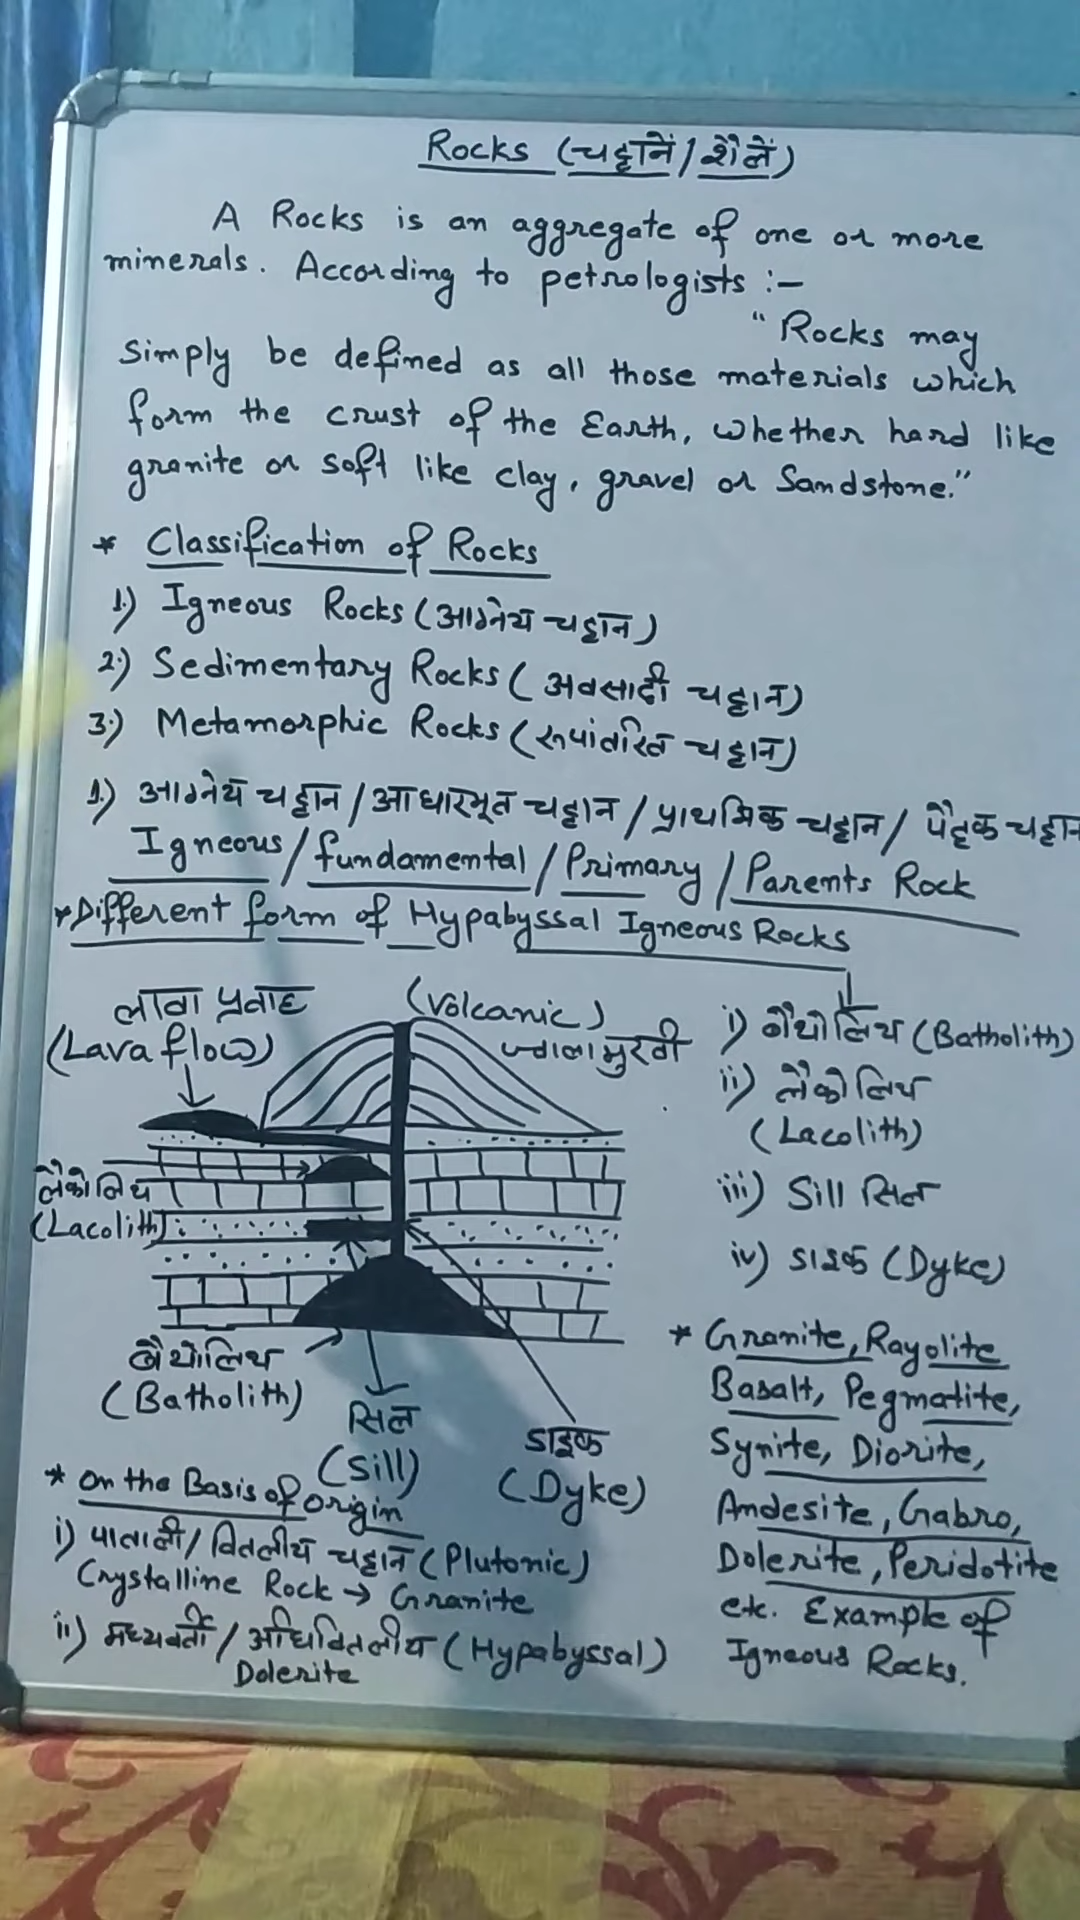 Rocks (चट्टानें/शैलें)
A Rocks is an aggregate of one or more
minerals. According to petrologists :-
"Rocks may
Simply be defined as all those materials which
form the crust of the Earth, whether hard like
granite or soft like clay, gravel or Sandstone."
* Classification of Rocks
1.) Igneous Rocks (आग्नेय चट्टान)
2.) Sedimentary Rocks (अवसादी चट्टान)
3.) Metamorphic Rocks (रूपांतरित चट्टान)
1.) आग्नेय चट्टान/आधारभूत चट्टान/प्राथमिक चट्टान/पैतृक चट्टान
Igneous/fundamental/Primary/Parents Rock
* Different form of Hypabyssal Igneous Rocks
लावा प्रवाह
(Lava flow)
(Volcanic)
ज्वालामुखी
लैकोलिथ
(Lacolith)
बैथोलिथ
(Batholith)
सिल
(Sill)
डाइक
(Dyke)
i) बैथोलिथ (Batholith)
ii) लैकोलिथ
(Lacolith)
iii) Sill सिल
iv) डाइक (Dyke)
* Granite, Rayolite
Basalt, Pegmatite,
Synite, Diorite,
Andesite, Gabro,
Dolerite, Peridotite
etc. Example of
Igneous Rocks.
* On the Basis of origin
i) पाताली/वितलीय चट्टान (Plutonic)
Crystalline Rock → Granite
ii) मध्यवर्ती/अधिवितलीय (Hypabyssal)
Dolerite